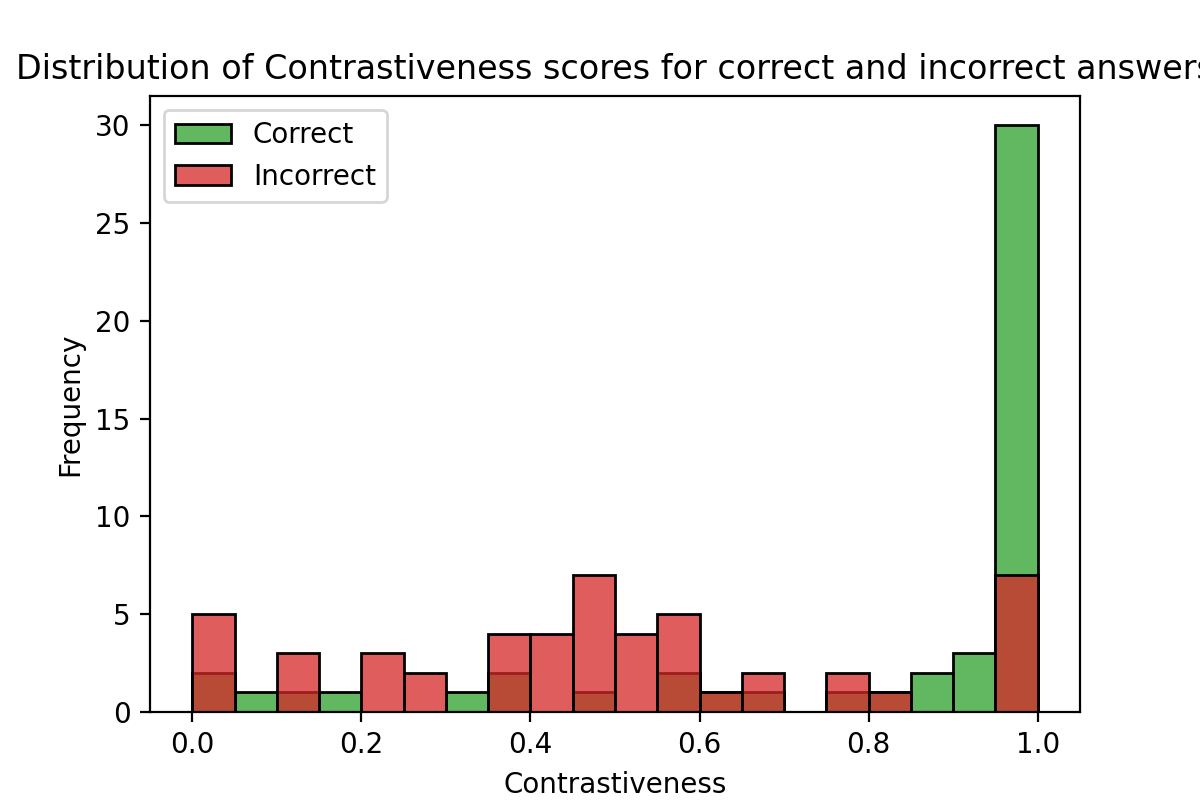 Distribution of Contrastiveness scores for correct and incorrect answers
Correct
Incorrect
30
25
20
15
10
5
0
Frequency
0.0 0.2 0.4 0.6 0.8 1.0
Contrastiveness